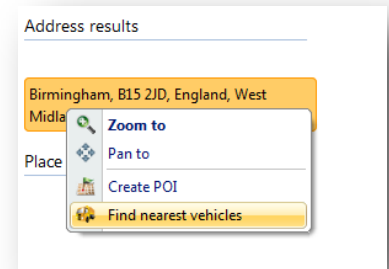 Address results
Birmingham, B15 2JD, England, West
Midla
Zoom to
Pan to
Place
Create POI
Find nearest vehicles